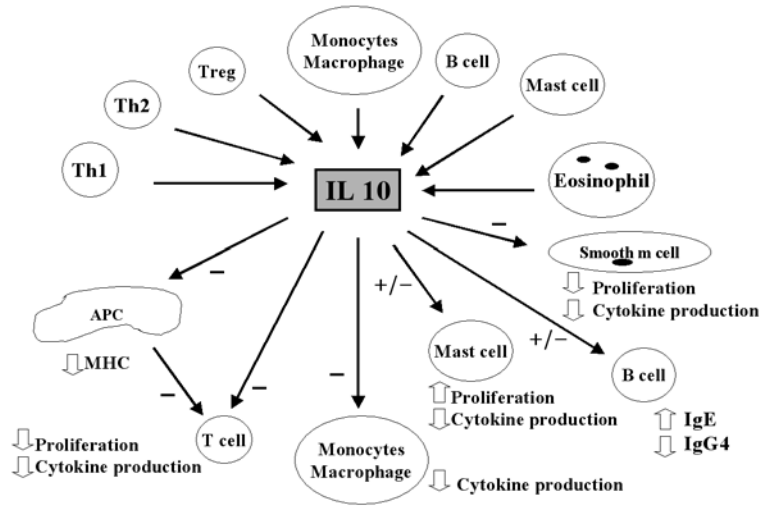 Monocytes
Macrophage
B cell
Treg
Mast cell
Th2
Th1
Eosinophil
IL 10
–
Smooth m cell
–
+/–
Proliferation
Cytokine production
APC
+/–
MHC
Mast cell
B cell
–
–
–
Proliferation
Cytokine production
IgE
IgG4
T cell
Proliferation
Cytokine production
Monocytes
Macrophage
Cytokine production